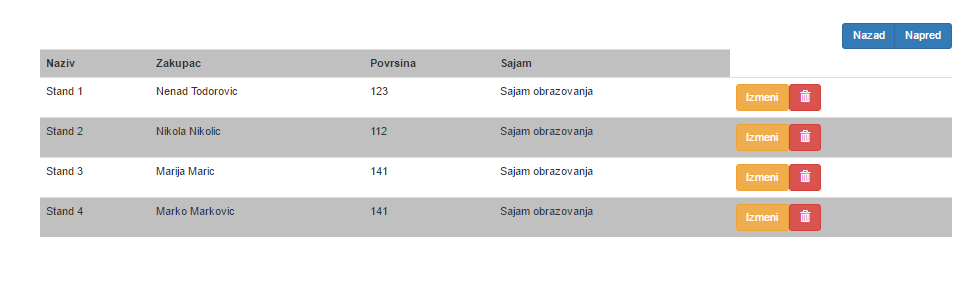 Nazad Napred
Naziv Zakupac Povrsina Sajam
Stand 1 Nenad Todorovic 123 Sajam obrazovanja Izmeni
Stand 2 Nikola Nikolic 112 Sajam obrazovanja Izmeni
Stand 3 Marija Maric 141 Sajam obrazovanja Izmeni
Stand 4 Marko Markovic 141 Sajam obrazovanja Izmeni